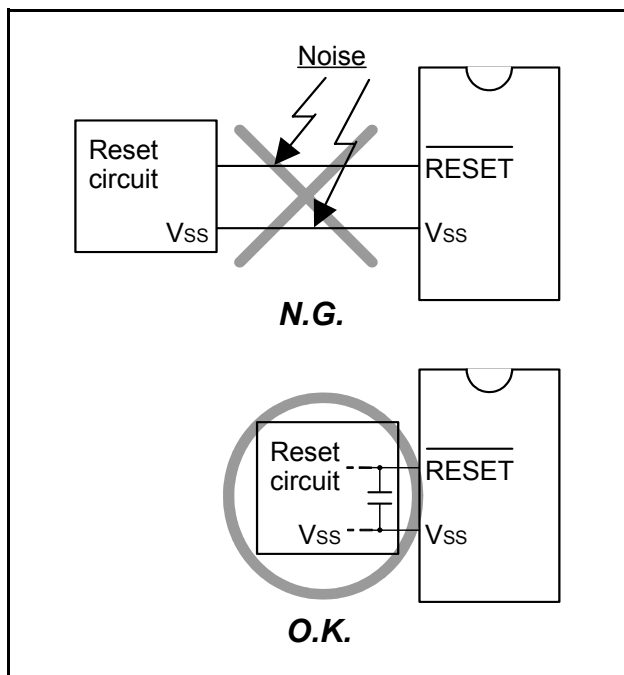 Noise
Reset
circuit
RESET
VSS
VSS
N.G.
Reset
circuit
RESET
VSS
VSS
O.K.